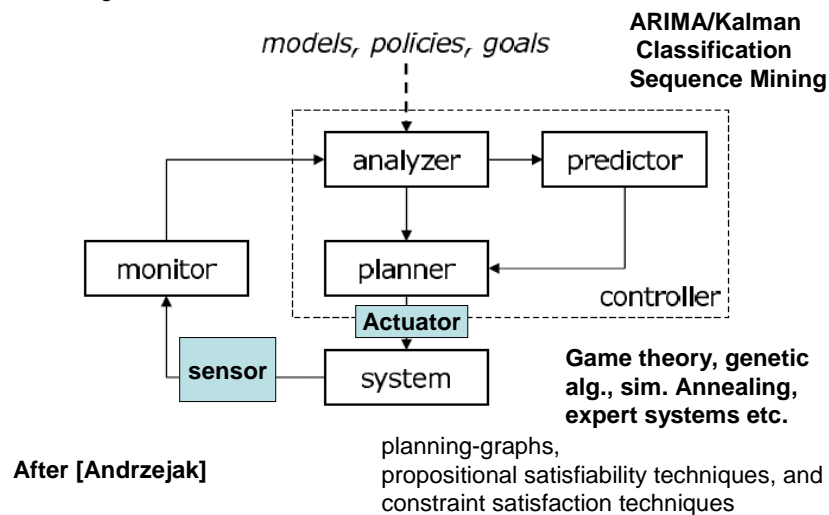 ARIMA/Kalman
Classification
Sequence Mining
models, policies, goals
analyzer
predictor
monitor
planner
controller
Actuator
sensor
system
Game theory, genetic
alg., sim. Annealing,
expert systems etc.
After [Andrzejak]
planning-graphs,
propositional satisfiability techniques, and
constraint satisfaction techniques